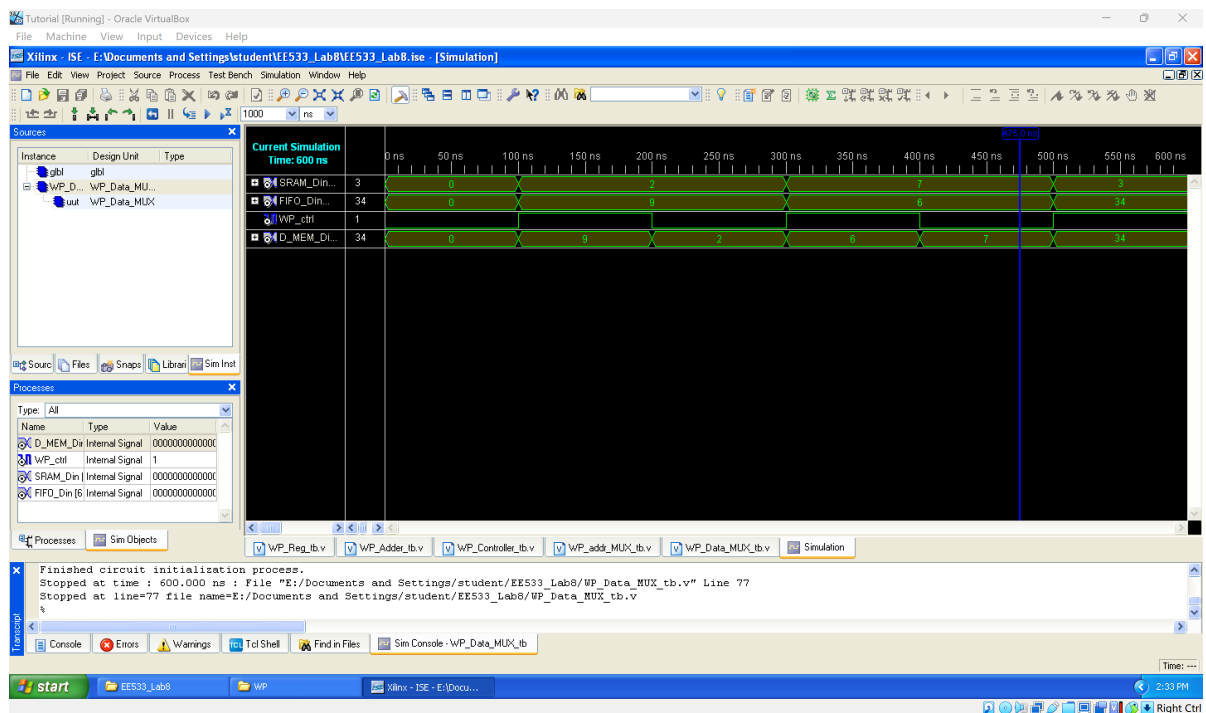 Tutorial [Running] - Oracle VirtualBox
File Machine View Input Devices Help
Xilinx - ISE - E:\Documents and Settings\student\EE533_Lab8\EE533_Lab8.ise - [Simulation]
File Edit View Project Source Process Test Bench Simulation Window Help
1000 ns
Sources
Instance Design Unit Type
glbl glbl
WP_D... WP_Data_MU...
uut WP_Data_MUX
Sourc Files Snaps Librari Sim Inst
Processes
Type: All
Name Type Value
D_MEM_Dir Internal Signal 0000000000000
WP_ctrl Internal Signal 1
SRAM_Din [ Internal Signal 0000000000000
FIFO_Din [6 Internal Signal 0000000000000
Processes Sim Objects
Current Simulation
Time: 600 ns
475.0 ns
0 ns 50 ns 100 ns 150 ns 200 ns 250 ns 300 ns 350 ns 400 ns 450 ns 500 ns 550 ns 600 ns
SRAM_Din... 3 0 2 7 3
FIFO_Din... 34 0 9 6 34
WP_ctrl 1
D_MEM_Di... 34 0 9 2 6 7 34
WP_Reg_tb.v WP_Adder_tb.v WP_Controller_tb.v WP_addr_MUX_tb.v WP_Data_MUX_tb.v Simulation
Finished circuit initialization process.
Stopped at time : 600.000 ns : File "E:/Documents and Settings/student/EE533_Lab8/WP_Data_MUX_tb.v" Line 77
Stopped at line=77 file name=E:/Documents and Settings/student/EE533_Lab8/WP_Data_MUX_tb.v
%
Transcript
Console Errors Warnings Tcl Shell Find in Files Sim Console - WP_Data_MUX_tb
Time: ---
start EE533_Lab8 WP Xilinx - ISE - E:\Docu... 2:33 PM
Right Ctrl